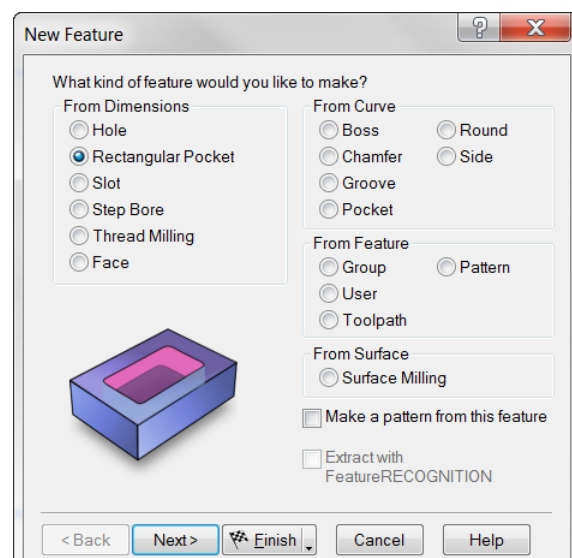 New Feature
What kind of feature would you like to make?
From Dimensions
Hole
Rectangular Pocket
Slot
Step Bore
Thread Milling
Face
From Curve
Boss
Round
Chamfer
Side
Groove
Pocket
From Feature
Group
Pattern
User
Toolpath
From Surface
Surface Milling
Make a pattern from this feature
Extract with
FeatureRECOGNITION
< Back
Next >
Finish
Cancel
Help